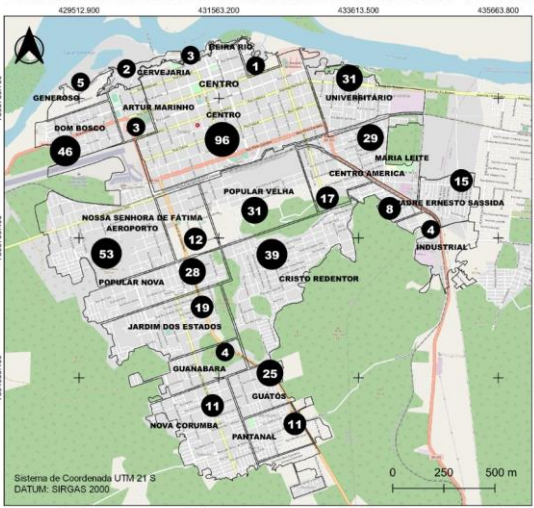 429512.900 431563.200 433613.500 435663.800
BEIRA RIO
3
1
2
CERVEJARIA
5
CENTRO
31
GENEROSO
UNIVERSITÁRIO
ARTUR MARINHO
CENTRO
3
DOM BOSCO
96
29
46
MARIA LEITE
CENTRO AMERICA
15
POPULAR VELHA
17
31
8
PADRE ERNESTO SASSIDA
NOSSA SENHORA DE FÁTIMA
AEROPORTO
4
12
INDUSTRIAL
53
39
28
POPULAR NOVA
CRISTO REDENTOR
19
JARDIM DOS ESTADOS
4
GUANABARA
25
GUATÓS
11
NOVA CORUMBA
11
PANTANAL
Sistema de Coordenada UTM 21 S
DATUM: SIRGAS 2000
0 250 500 m